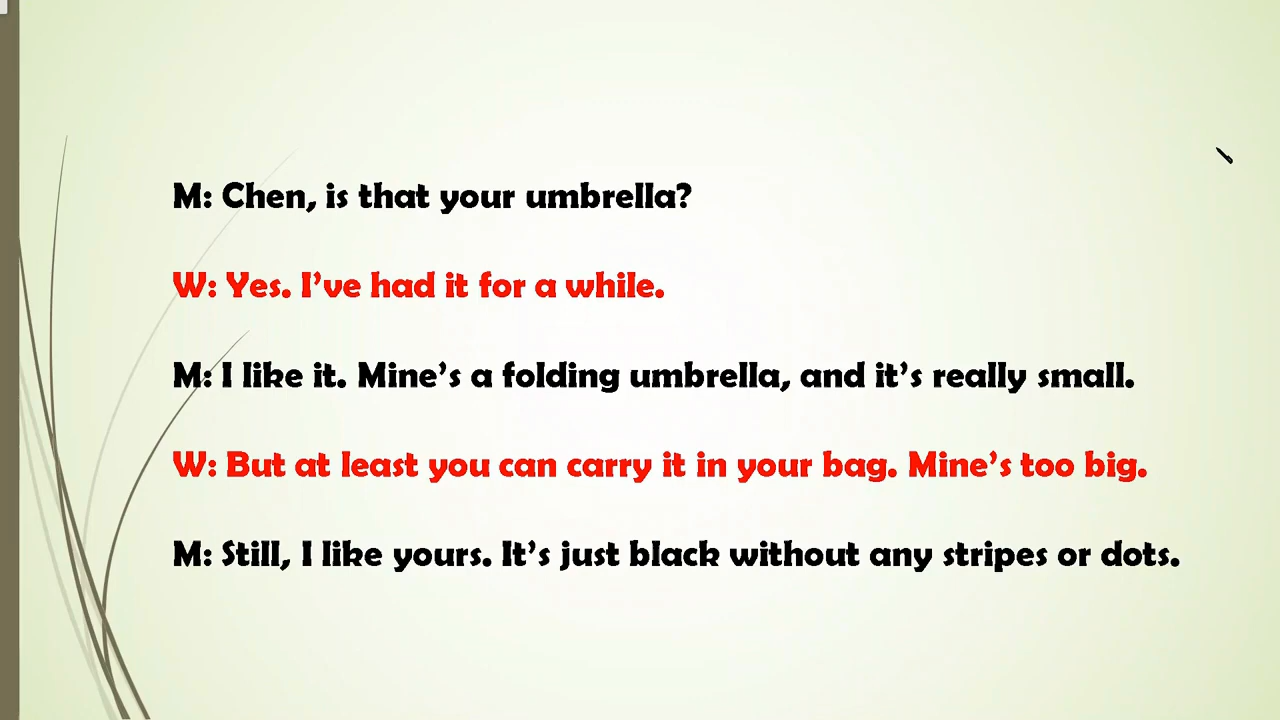 M: Chen, is that your umbrella?
W: Yes. I’ve had it for a while.
M: I like it. Mine’s a folding umbrella, and it’s really small.
W: But at least you can carry it in your bag. Mine’s too big.
M: Still, I like yours. It’s just black without any stripes or dots.